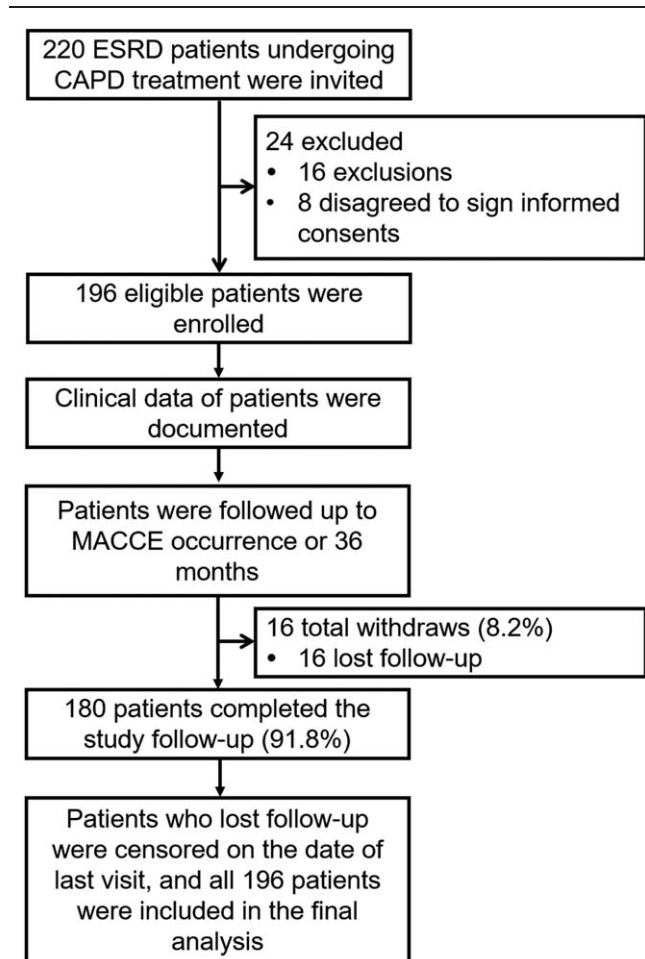 220 ESRD patients undergoing
CAPD treatment were invited
24 excluded
• 16 exclusions
• 8 disagreed to sign informed
consents
196 eligible patients were
enrolled
Clinical data of patients were
documented
Patients were followed up to
MACCE occurrence or 36
months
16 total withdraws (8.2%)
• 16 lost follow-up
180 patients completed the
study follow-up (91.8%)
Patients who lost follow-up
were censored on the date of
last visit, and all 196 patients
were included in the final
analysis